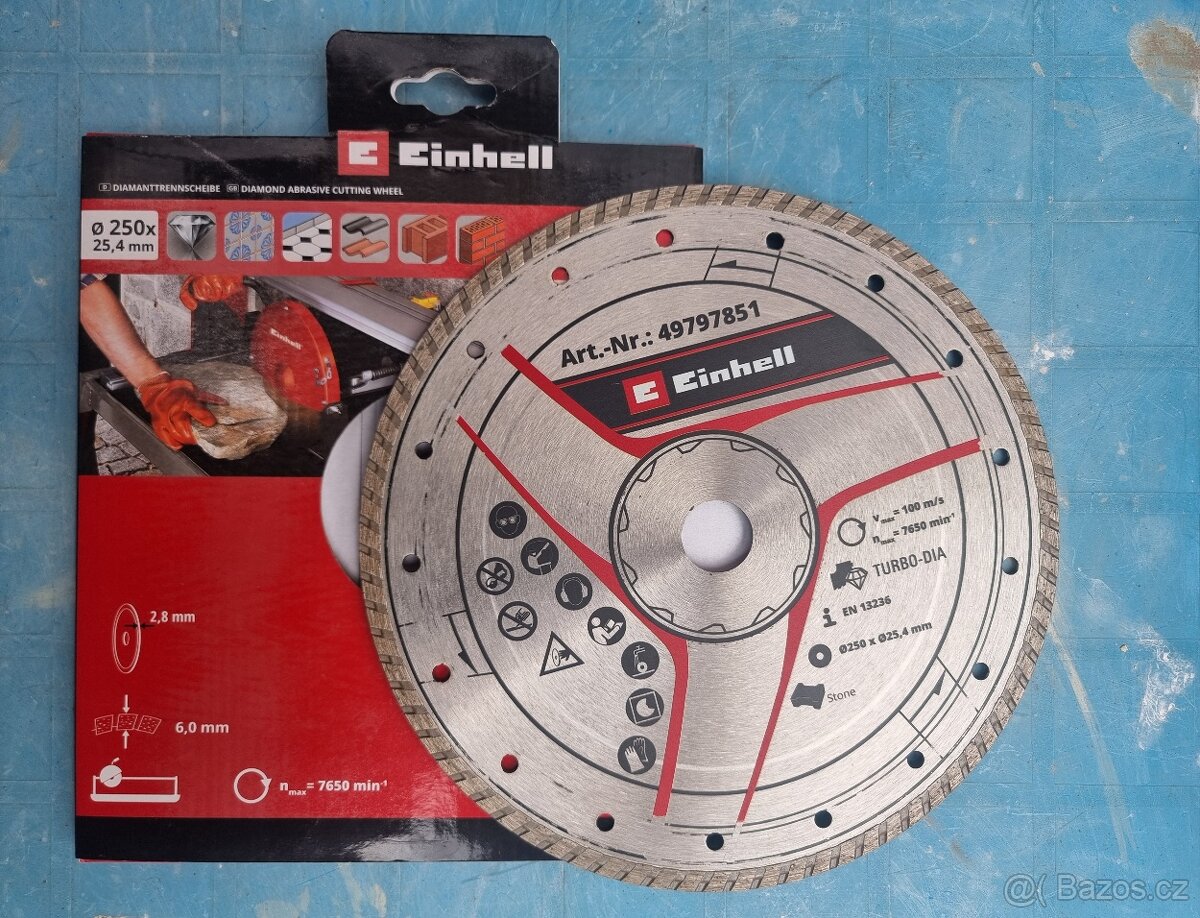 Einhell
D DIAMANTTRENNSCHEIBE GB DIAMOND ABRASIVE CUTTING WHEEL
Ø 250x
25,4 mm
Einhell
2,8 mm
6,0 mm
nmax= 7650 min-1
Art.-Nr.: 49797851
Einhell
vmax= 100 m/s
nmax= 7650 min-1
TURBO-DIA
EN 13236
Ø250 x Ø25,4 mm
Stone
Bazos.cz